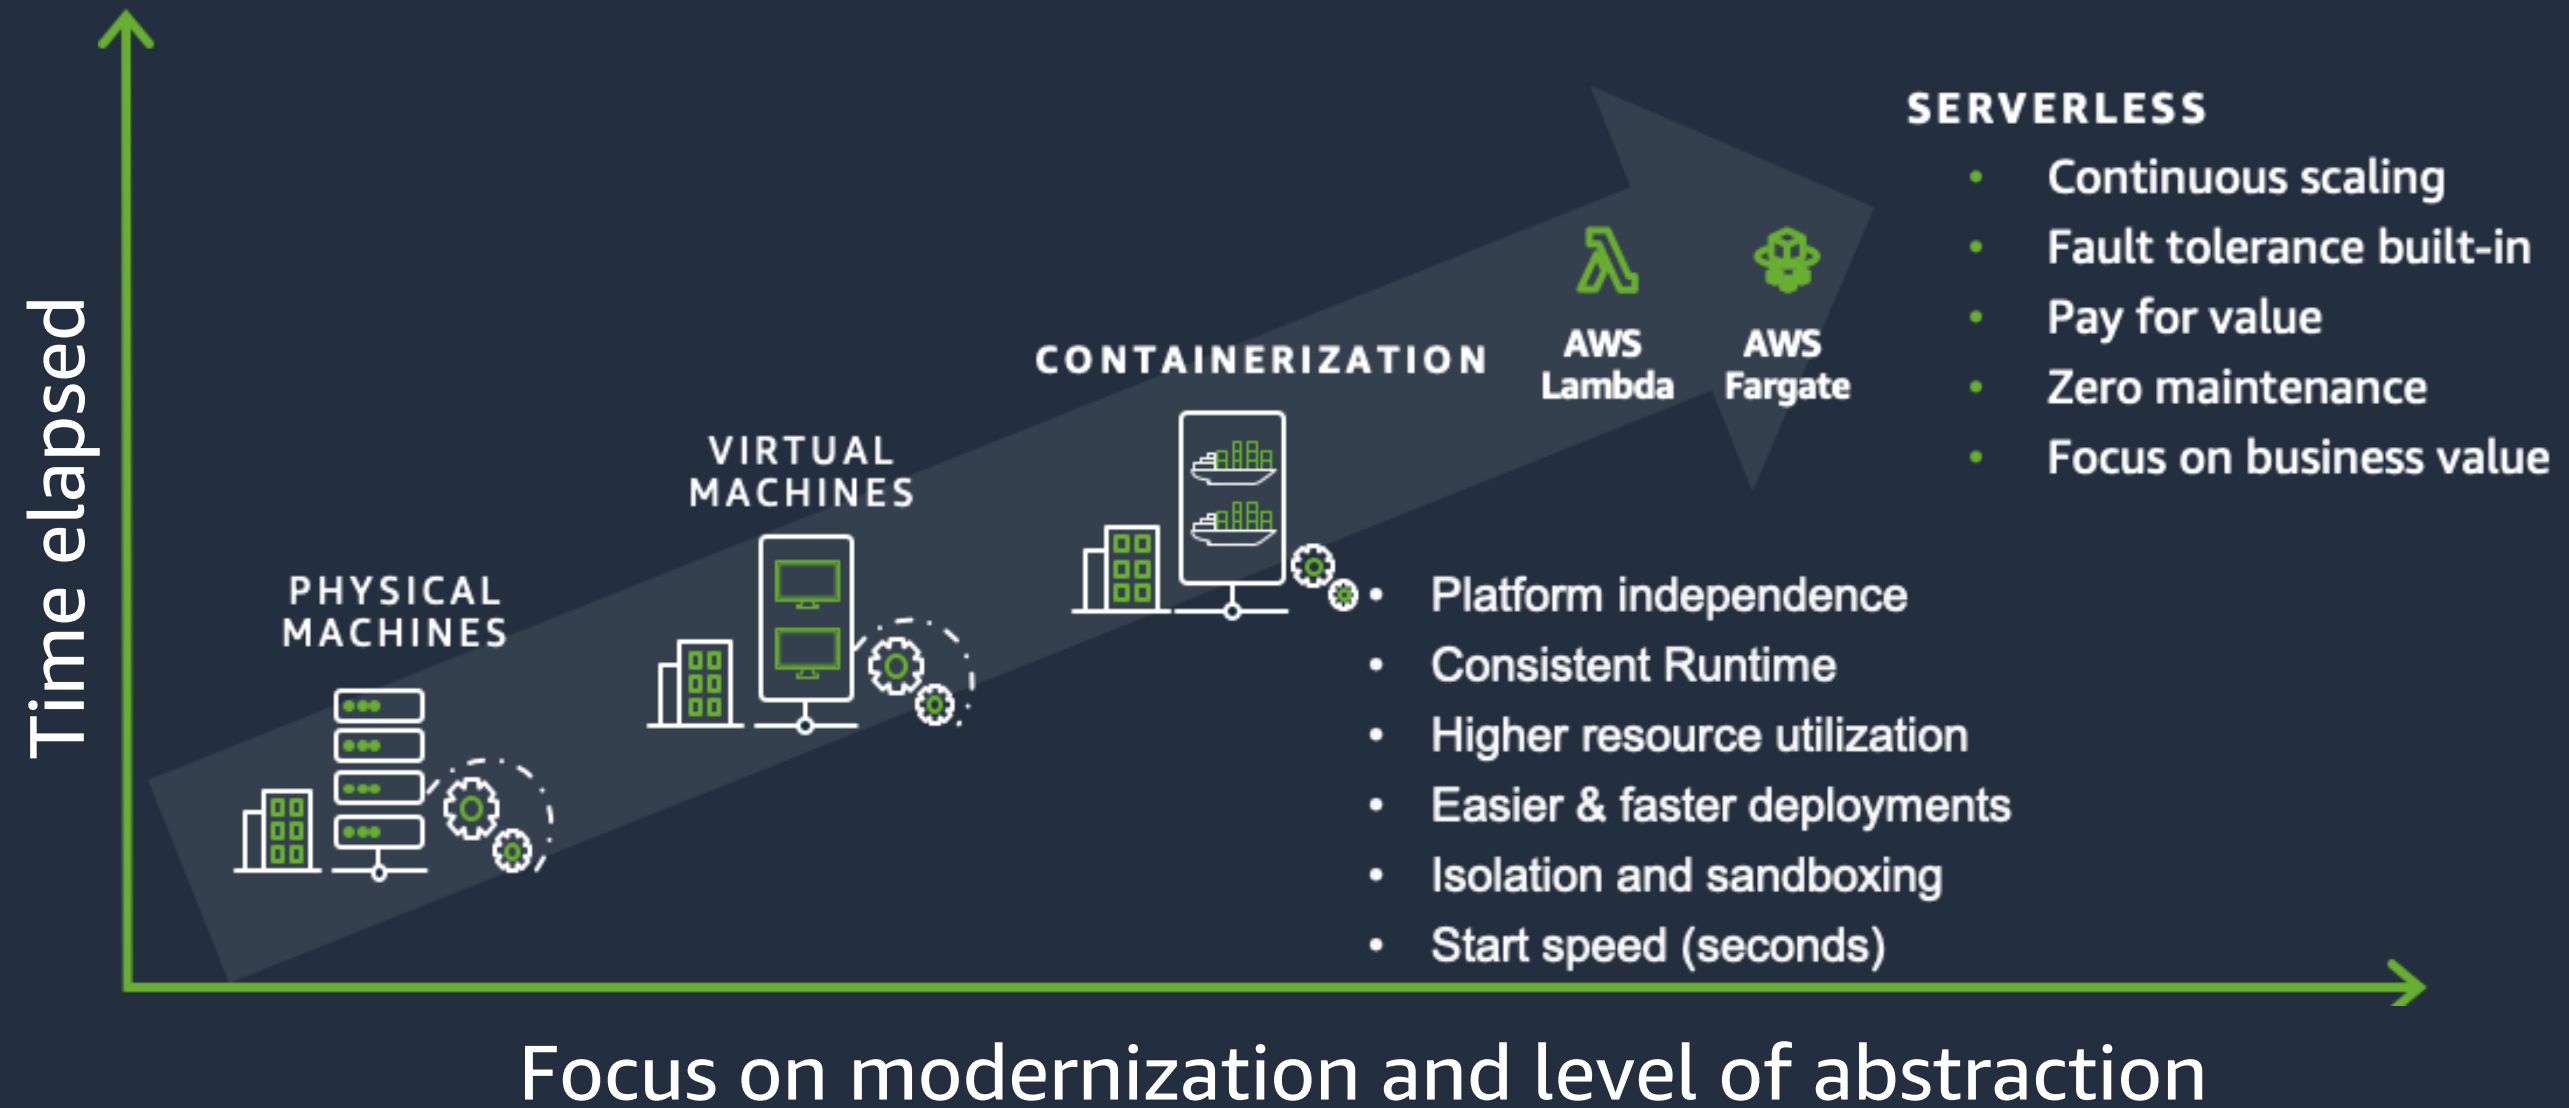 Time elapsed
PHYSICAL
MACHINES
VIRTUAL
MACHINES
CONTAINERIZATION
AWS
Lambda
AWS
Fargate
SERVERLESS
• Continuous scaling
• Fault tolerance built-in
• Pay for value
• Zero maintenance
• Focus on business value
• Platform independence
• Consistent Runtime
• Higher resource utilization
• Easier & faster deployments
• Isolation and sandboxing
• Start speed (seconds)
Focus on modernization and level of abstraction